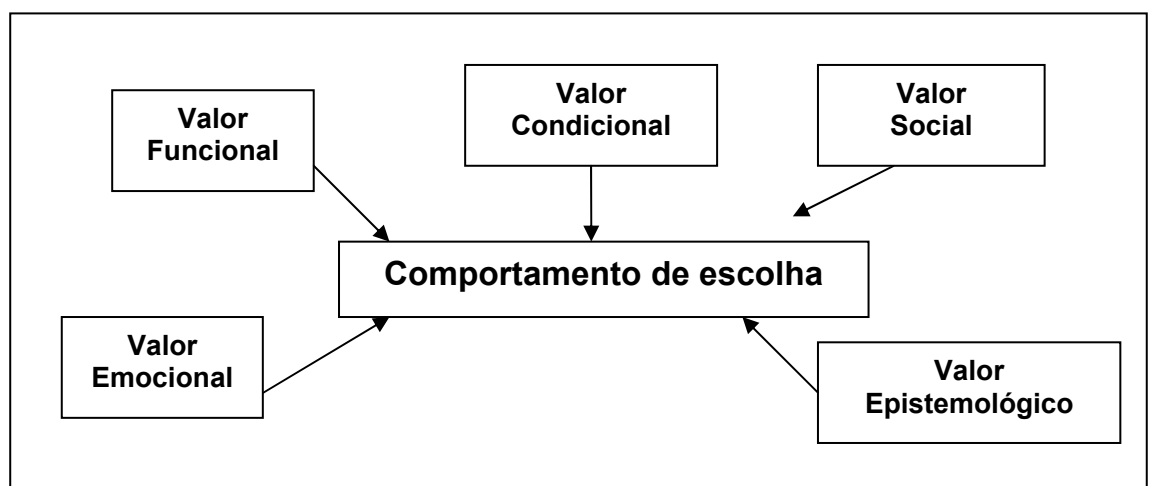 Valor
Funcional
Valor
Condicional
Valor
Social
Comportamento de escolha
Valor
Emocional
Valor
Epistemológico